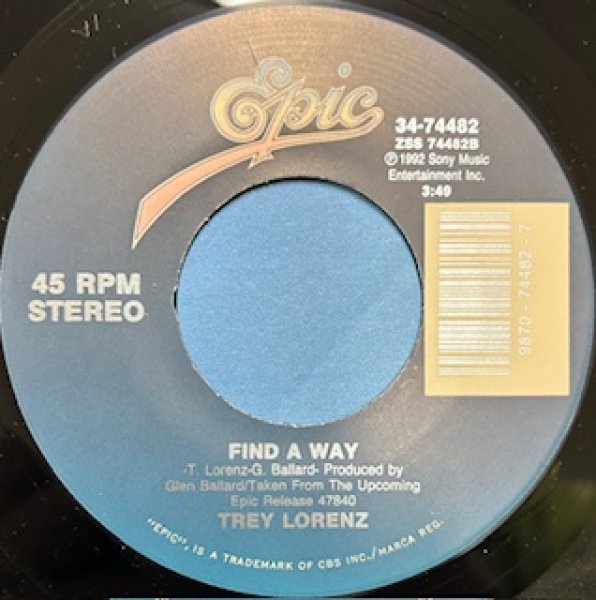 Epic
34-74482
ZSS 74482B
Ⓟ1992 Sony Music
Entertainment Inc.
3:49
45 RPM
STEREO
9870 - 74482 - 7
FIND A WAY
-T. Lorenz-G. Ballard- Produced by
Glen Ballard/Taken From The Upcoming
Epic Release 47840
TREY LORENZ
"EPIC", IS A TRADEMARK OF CBS INC./MARCA REG.